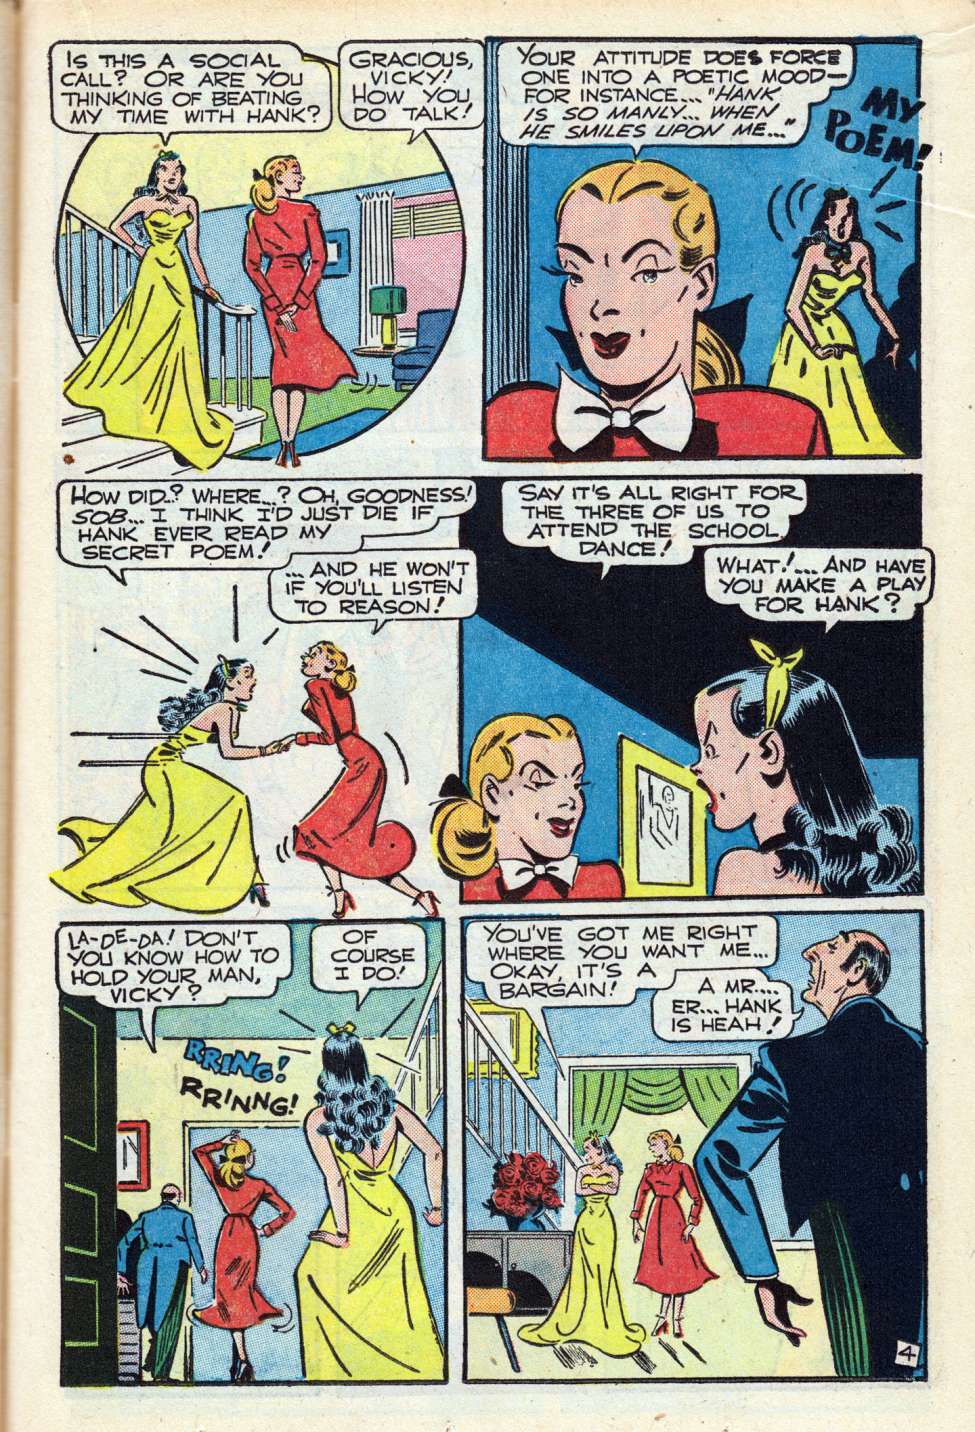 IS THIS A SOCIAL
CALL? OR ARE YOU
THINKING OF BEATING
MY TIME WITH HANK?
GRACIOUS,
VICKY!
HOW YOU
DO TALK!
YOUR ATTITUDE DOES FORCE
ONE INTO A POETIC MOOD—
FOR INSTANCE... "HANK
IS SO MANLY... WHEN
HE SMILES UPON ME..."
MY
POEM!
HOW DID..? WHERE...? OH, GOODNESS!
SOB... I THINK I'D JUST DIE IF
HANK EVER READ MY
SECRET POEM!
... AND HE WON'T
IF YOU'LL LISTEN
TO REASON!
SAY IT'S ALL RIGHT FOR
THE THREE OF US TO
ATTEND THE SCHOOL
DANCE!
WHAT!... AND HAVE
YOU MAKE A PLAY
FOR HANK?
LA-DE-DA! DON'T
YOU KNOW HOW TO
HOLD YOUR MAN,
VICKY?
OF
COURSE
I DO!
RRING!
RRINNG!
YOU'VE GOT ME RIGHT
WHERE YOU WANT ME...
OKAY, IT'S A
BARGAIN!
A MR....
ER... HANK
IS HEAH!
4